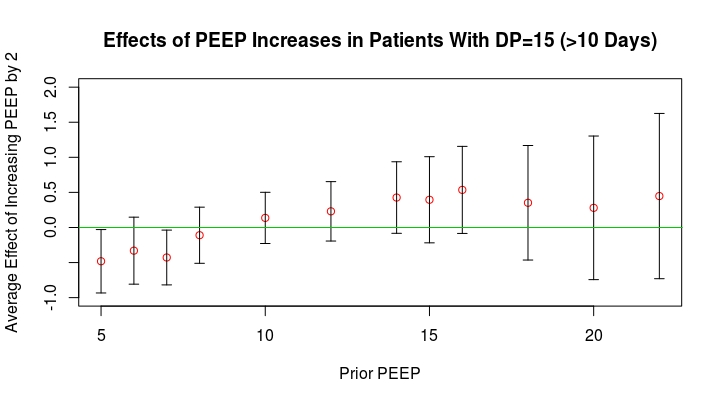 Effects of PEEP Increases in Patients With DP=15 (>10 Days)
Average Effect of Increasing PEEP by 2
2.0
1.5
1.0
0.5
0.0
-1.0
5 10 15 20
Prior PEEP